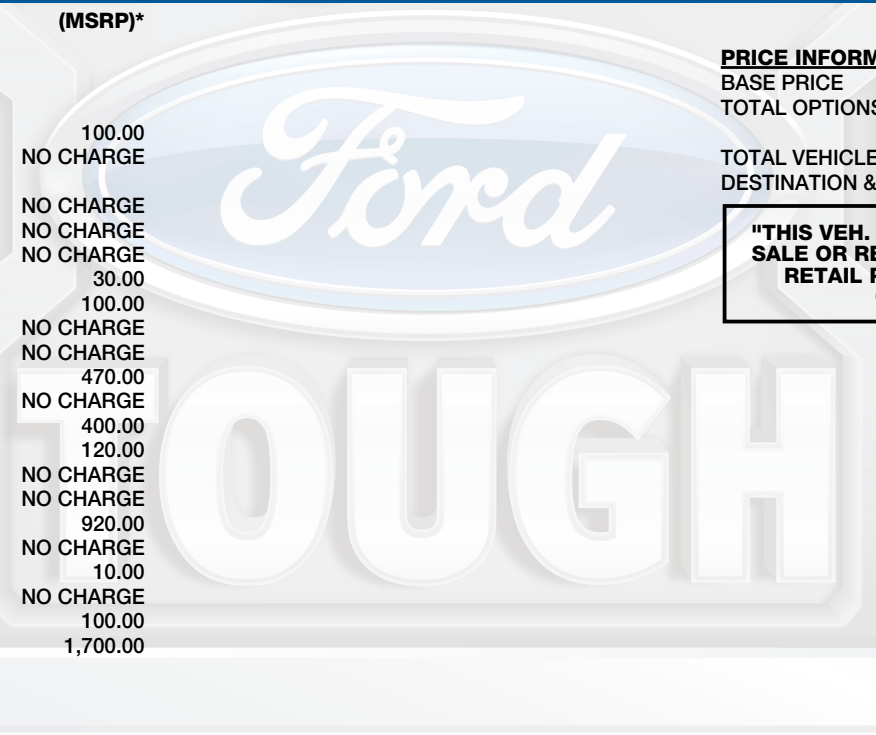 (MSRP)*
100.00
NO CHARGE
NO CHARGE
NO CHARGE
NO CHARGE
30.00
100.00
NO CHARGE
NO CHARGE
470.00
NO CHARGE
400.00
120.00
NO CHARGE
NO CHARGE
920.00
NO CHARGE
10.00
NO CHARGE
100.00
1,700.00
PRICE INFORM
BASE PRICE
TOTAL OPTIONS
TOTAL VEHICLE
DESTINATION &
"THIS VEH.
SALE OR RE
RETAIL
Ford
TOUGH